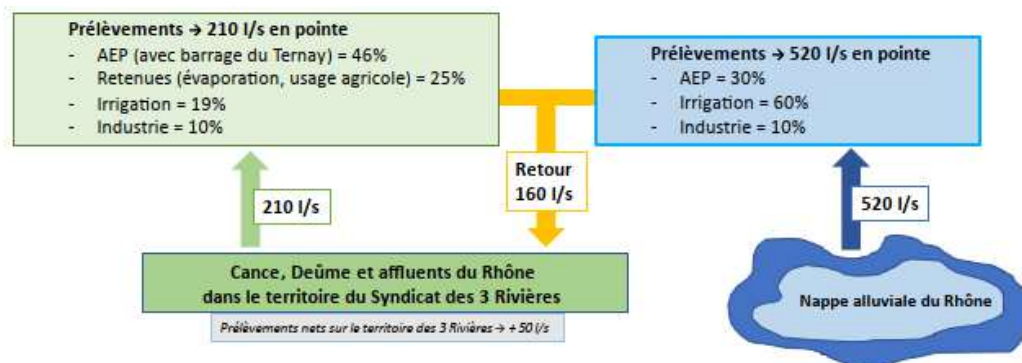 Prélèvements → 210 l/s en pointe
- AEP (avec barrage du Ternay) = 46%
- Retenues (évaporation, usage agricole) = 25%
- Irrigation = 19%
- Industrie = 10%
Prélèvements → 520 l/s en pointe
- AEP = 30%
- Irrigation = 60%
- Industrie = 10%
Retour
160 l/s
210 l/s
520 l/s
Cance, Deûme et affluents du Rhône
dans le territoire du Syndicat des 3 Rivières
Prélèvements nets sur le territoire des 3 Rivières → + 50 l/s
Nappe alluviale du Rhône